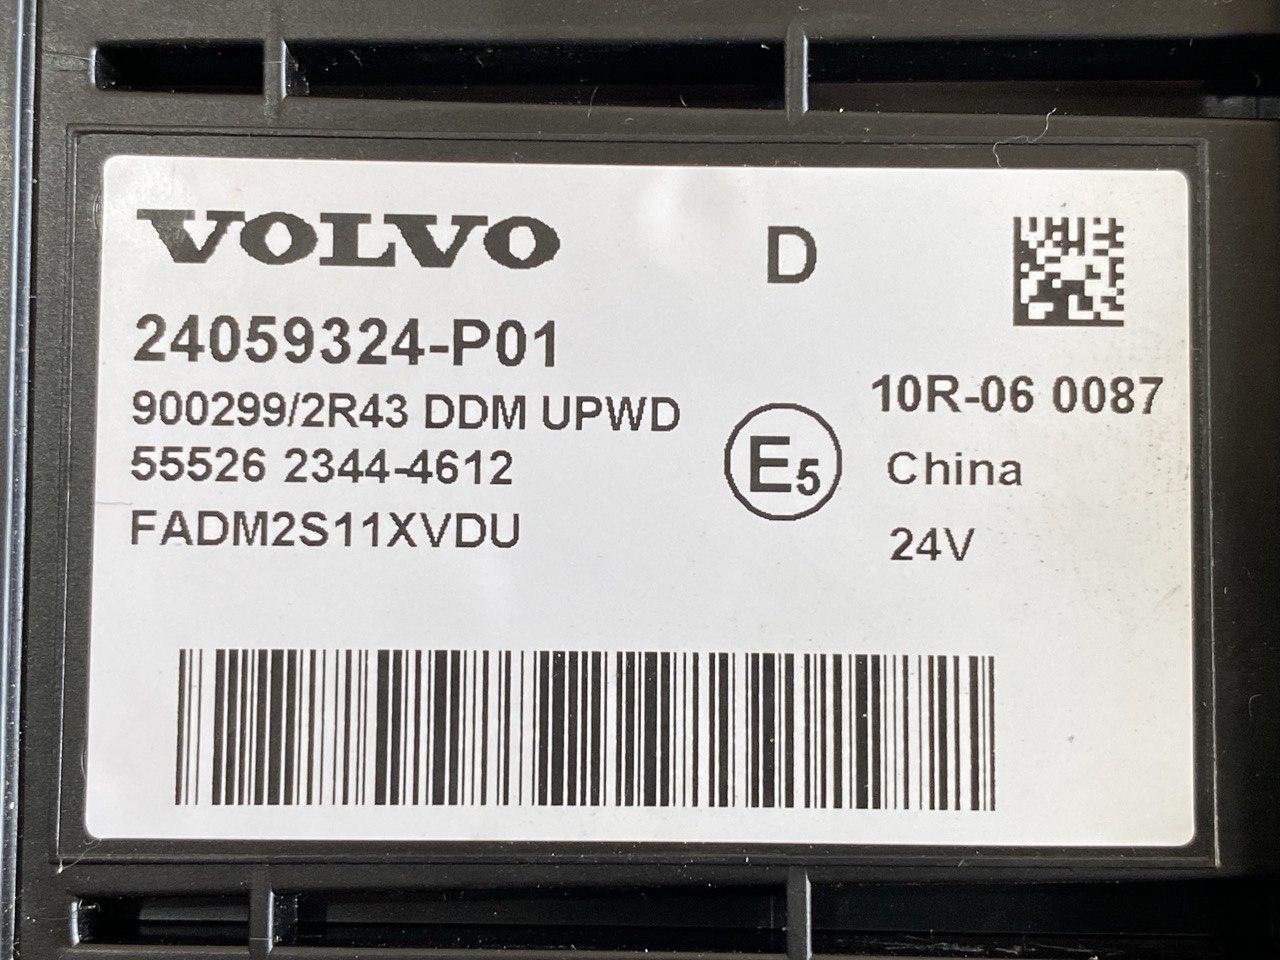 VOLVO
D
24059324-P01
900299/2R43 DDM UPWD
10R-06 0087
55526 2344-4612
E5
China
FADM2S11XVDU
24V